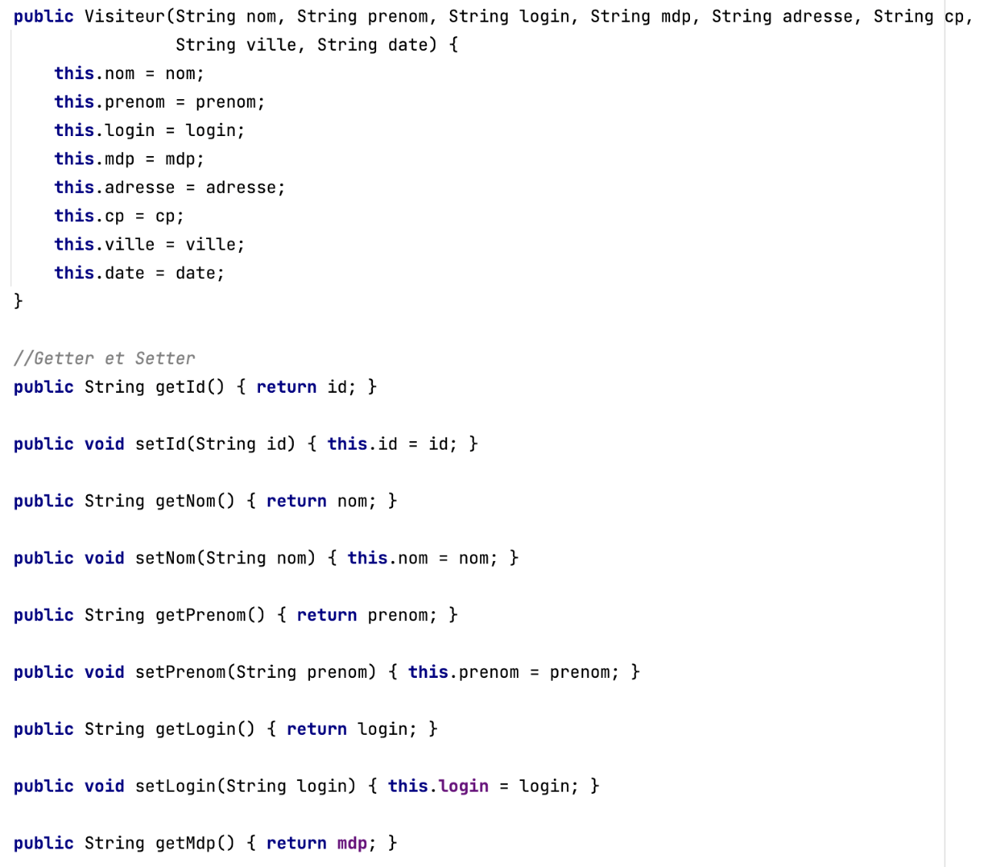 public Visiteur(String nom, String prenom, String login, String mdp, String adresse, String cp,
String ville, String date) {
this.nom = nom;
this.prenom = prenom;
this.login = login;
this.mdp = mdp;
this.adresse = adresse;
this.cp = cp;
this.ville = ville;
this.date = date;
}
//Getter et Setter
public String getId() { return id; }
public void setId(String id) { this.id = id; }
public String getNom() { return nom; }
public void setNom(String nom) { this.nom = nom; }
public String getPrenom() { return prenom; }
public void setPrenom(String prenom) { this.prenom = prenom; }
public String getLogin() { return login; }
public void setLogin(String login) { this.login = login; }
public String getMdp() { return mdp; }